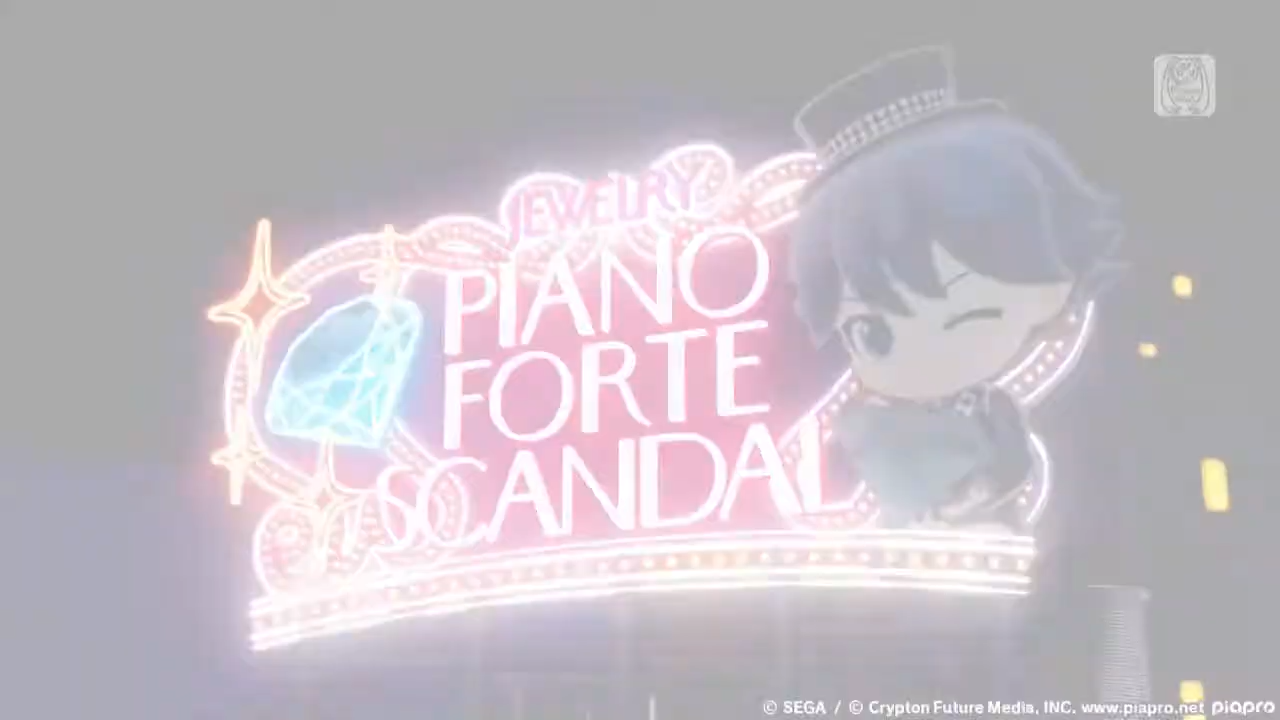 JEWELRY
PIANO
FORTE
SCANDAL
© SEGA / © Crypton Future Media, INC. www.piapro.net piapro